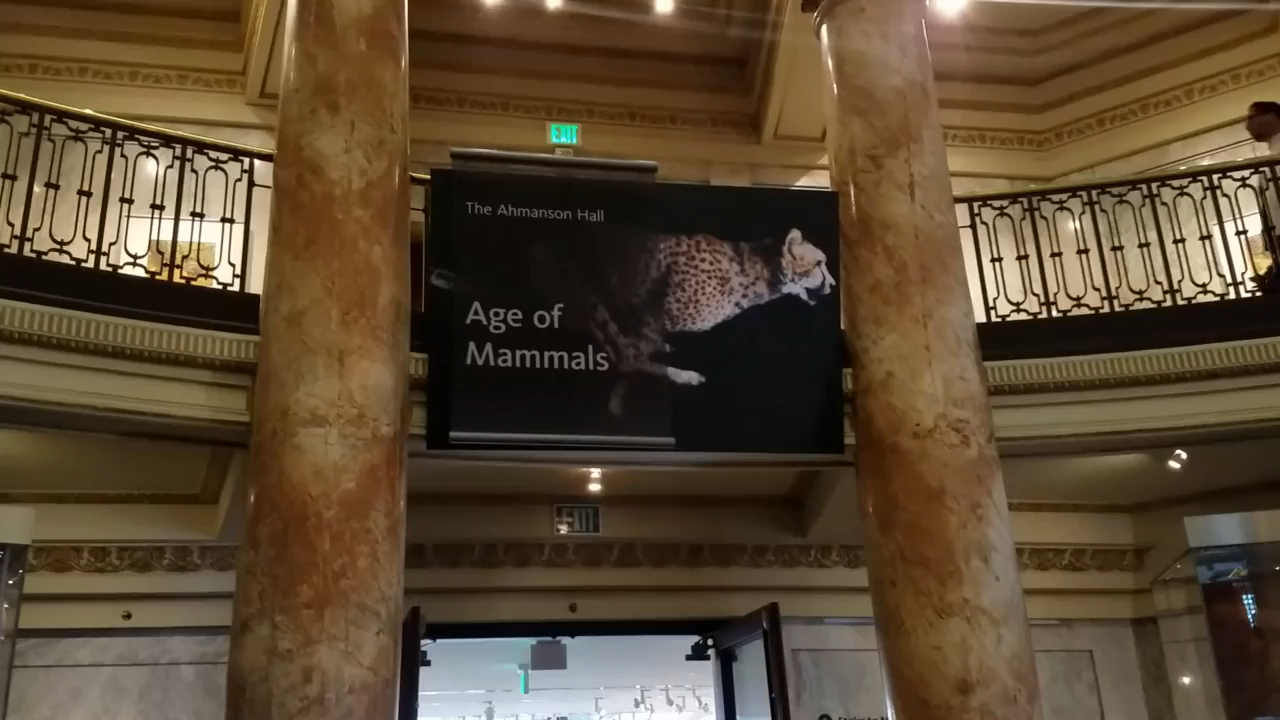 EXIT
The Ahmanson Hall
Age of
Mammals
EXIT